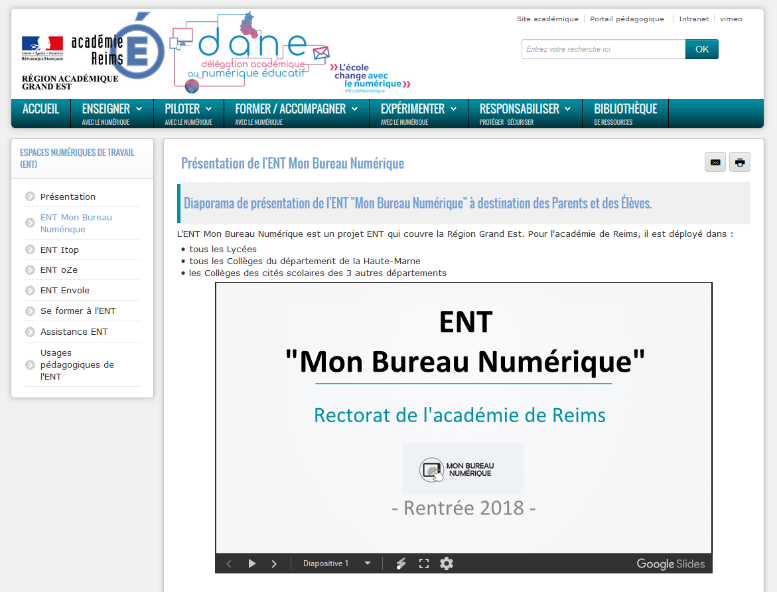 Site académique
Portail pédagogique
Intranet
vimeo
académie
Reims
É
Liberté • Égalité • Fraternité
RÉPUBLIQUE FRANÇAISE
RÉGION ACADÉMIQUE
GRAND EST
dane
délégation académique
au numérique éducatif
L'école
change avec
le numérique
#EcoleNumerique
Entrez votre recherche ici
OK
ACCUEIL
ENSEIGNER
AVEC LE NUMÉRIQUE
PILOTER
AVEC LE NUMÉRIQUE
FORMER / ACCOMPAGNER
AVEC LE NUMÉRIQUE
EXPÉRIMENTER
AVEC LE NUMÉRIQUE
RESPONSABILISER
PROTÉGER - SÉCURISER
BIBLIOTHÈQUE
DE RESSOURCES
ESPACES NUMÉRIQUES DE TRAVAIL
(ENT)
Présentation
ENT Mon Bureau
Numérique
ENT Itop
ENT oZe
ENT Envole
Se former à l'ENT
Assistance ENT
Usages
pédagogiques de
l'ENT
Présentation de l'ENT Mon Bureau Numérique
Diaporama de présentation de l'ENT "Mon Bureau Numérique" à destination des Parents et des Élèves.
L'ENT Mon Bureau Numérique est un projet ENT qui couvre la Région Grand Est. Pour l'académie de Reims, il est déployé dans :
• tous les Lycées
• tous les Collèges du département de la Haute-Marne
• les Collèges des cités scolaires des 3 autres départements
ENT
"Mon Bureau Numérique"
Rectorat de l'académie de Reims
MON BUREAU
NUMÉRIQUE
- Rentrée 2018 -
Diapositive 1
Google Slides